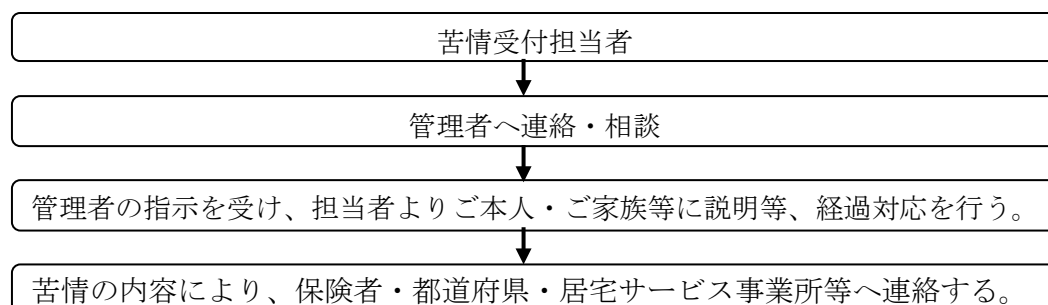 苦情受付担当者
管理者へ連絡・相談
管理者の指示を受け、担当者よりご本人・ご家族等に説明等、経過対応を行う。
苦情の内容により、保険者・都道府県・居宅サービス事業所等へ連絡する。